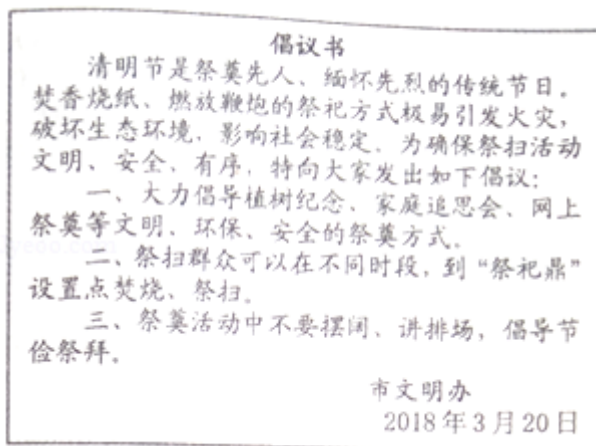 倡议书
清明节是祭奠先人、缅怀先烈的传统节日。
焚香烧纸、燃放鞭炮的祭祀方式极易引发火灾，
破坏生态环境，影响社会稳定。为确保祭扫活动
文明、安全、有序，特向大家发出如下倡议：
一、大力倡导植树纪念、家庭追思会、网上
祭奠等文明、环保、安全的祭奠方式。
二、祭扫群众可以在不同时段，到“祭祀鼎”
设置点焚烧、祭扫。
三、祭奠活动中不要摆阔、讲排场，倡导节
俭祭拜。
市文明办
2018年3月20日